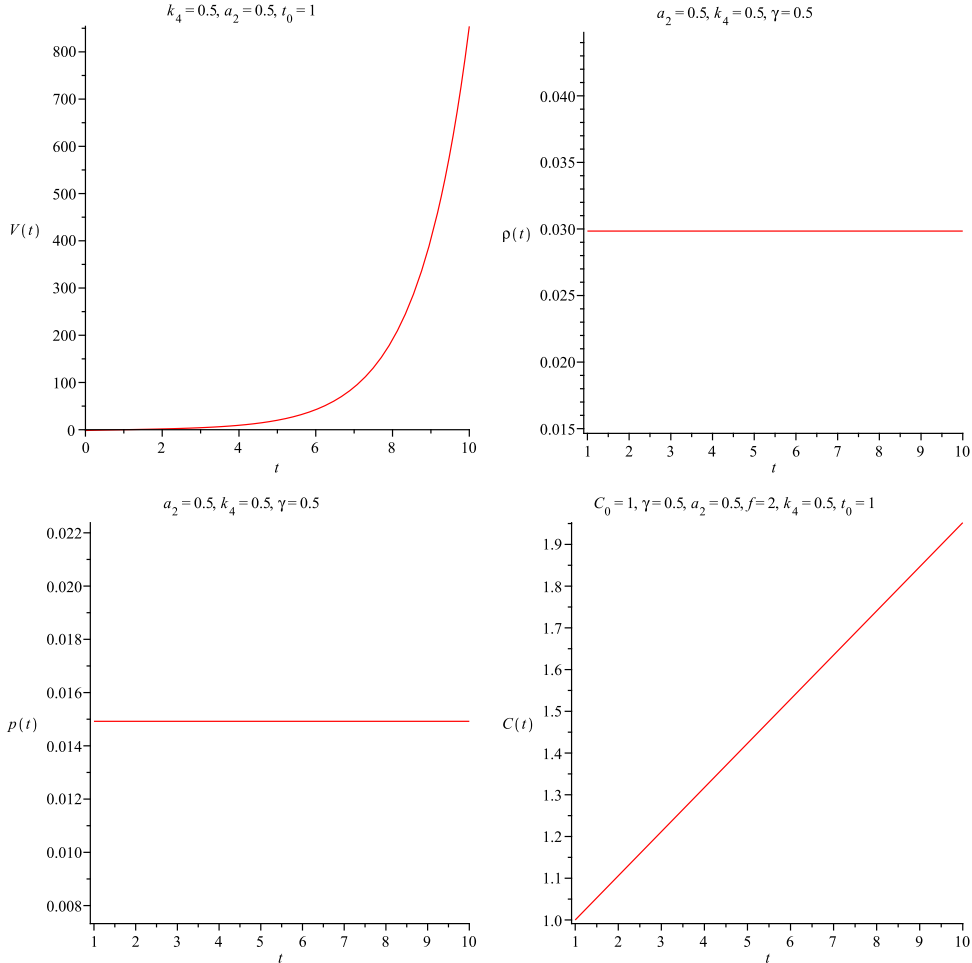 k₄ = 0.5, a₂ = 0.5, t₀ = 1
800
700
600
500
400
300
200
100
0
V(t)
0 2 4 6 8 10
t
a₂ = 0.5, k₄ = 0.5, γ = 0.5
0.040
0.035
0.030
0.025
0.020
0.015
ρ(t)
1 2 3 4 5 6 7 8 9 10
t
a₂ = 0.5, k₄ = 0.5, γ = 0.5
0.022
0.020
0.018
0.016
0.014
0.012
0.010
0.008
p(t)
1 2 3 4 5 6 7 8 9 10
t
C₀ = 1, γ = 0.5, a₂ = 0.5, f = 2, k₄ = 0.5, t₀ = 1
1.9
1.8
1.7
1.6
1.5
1.4
1.3
1.2
1.1
1.0
C(t)
1 2 3 4 5 6 7 8 9 10
t